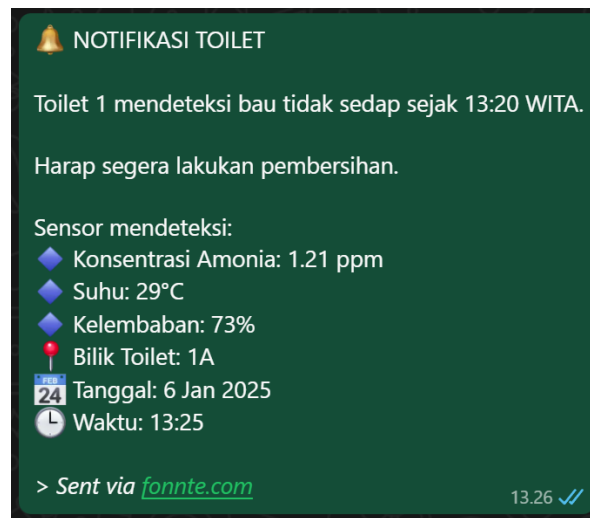 🔔 NOTIFIKASI TOILET
Toilet 1 mendeteksi bau tidak sedap sejak 13:20 WITA.
Harap segera lakukan pembersihan.
Sensor mendeteksi:
🔷 Konsentrasi Amonia: 1.21 ppm
🔷 Suhu: 29°C
🔷 Kelembaban: 73%
📍 Bilik Toilet: 1A
📅 Tanggal: 6 Jan 2025
🕒 Waktu: 13:25
> Sent via fonnte.com
13.26